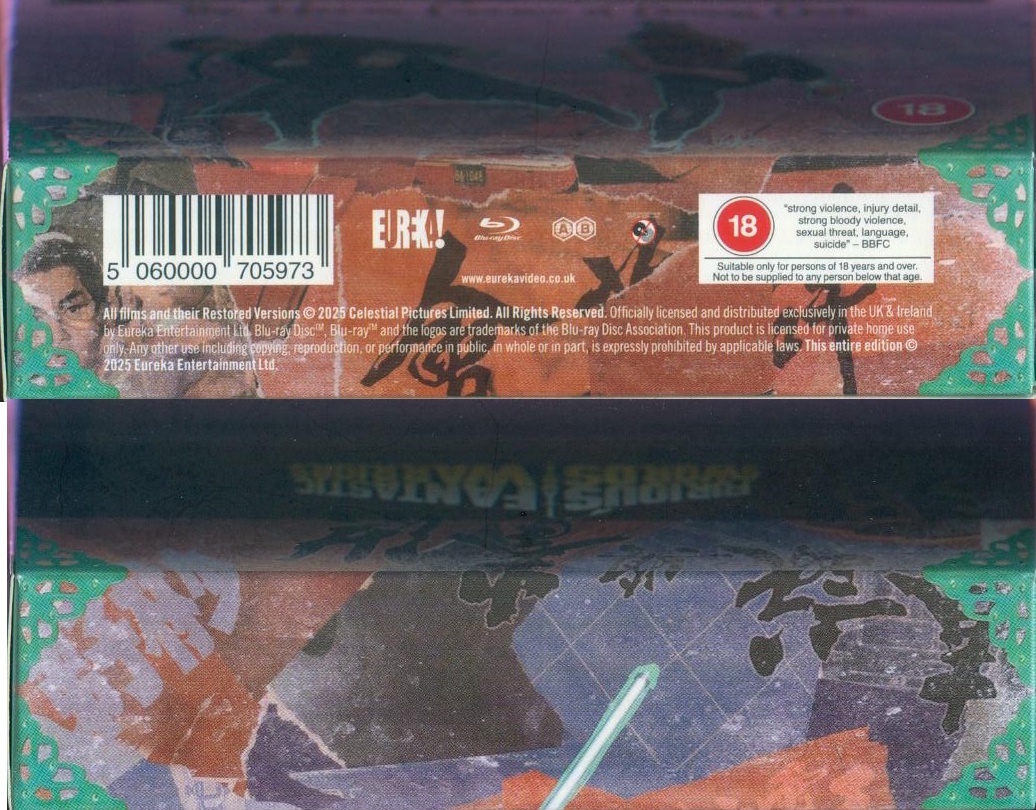 18
BA 1048
5 060000 705973
EUREKA!
Blu-ray Disc
A B
www.eurekavideo.co.uk
18
"strong violence, injury detail,
strong bloody violence,
sexual threat, language,
suicide" – BBFC
Suitable only for persons of 18 years and over.
Not to be supplied to any person below that age.
All films and their Restored Versions © 2025 Celestial Pictures Limited. All Rights Reserved. Officially licensed and distributed exclusively in the UK & Ireland
by Eureka Entertainment Ltd. Blu-ray Disc™, Blu-ray™ and the logos are trademarks of the Blu-ray Disc Association. This product is licensed for private home use
only. Any other use including copying, reproduction, or performance in public, in whole or in part, is expressly prohibited by applicable laws. This entire edition ©
2025 Eureka Entertainment Ltd.
FURIOUS SWORDS
FANTASTIC WARRIORS